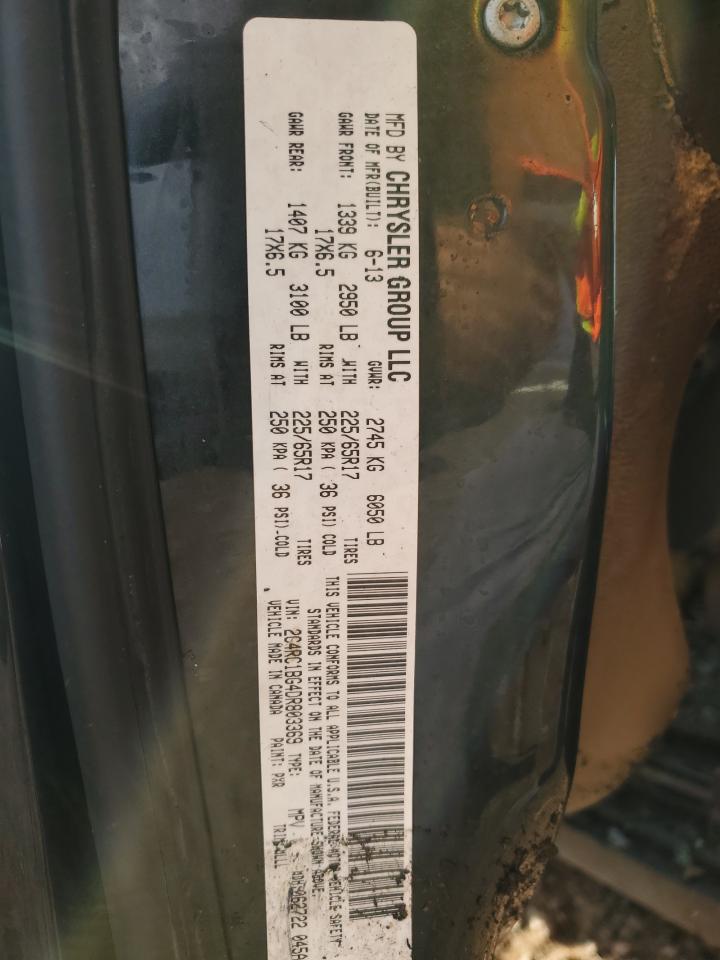 MFD BY CHRYSLER GROUP LLC
DATE OF MFR(BUILT): 6-13 GVWR: 2745 KG 6050 LB
GAWR FRONT: 1339 KG 2950 LB WITH 225/65R17 TIRES
17X6.5 RIMS AT 250 KPA ( 36 PSI) COLD
GAWR REAR: 1407 KG 3100 LB WITH 225/65R17 TIRES
17X6.5 RIMS AT 250 KPA ( 36 PSI) COLD
THIS VEHICLE CONFORMS TO ALL APPLICABLE U.S.A. FEDERAL MOTOR VEHICLE SAFETY
STANDARDS IN EFFECT ON THE DATE OF MANUFACTURE SHOWN ABOVE.
VIN: 2C4RC1BG4DR803369 TYPE: MPV
VEHICLE MADE IN CANADA PAINT: PXR TRIM: 045A